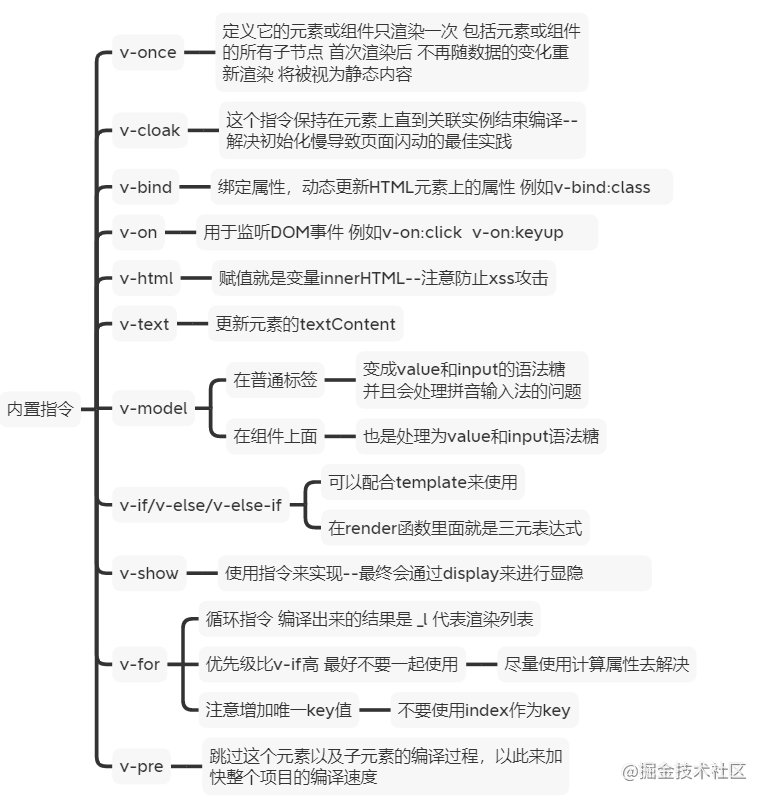 内置指令
v-once
定义它的元素或组件只渲染一次 包括元素或组件
的所有子节点 首次渲染后 不再随数据的变化重
新渲染 将被视为静态内容
v-cloak
这个指令保持在元素上直到关联实例结束编译--
解决初始化慢导致页面闪动的最佳实践
v-bind
绑定属性，动态更新HTML元素上的属性 例如v-bind:class
v-on
用于监听DOM事件 例如v-on:click v-on:keyup
v-html
赋值就是变量innerHTML--注意防止xss攻击
v-text
更新元素的textContent
v-model
在普通标签
变成value和input的语法糖
并且会处理拼音输入法的问题
在组件上面
也是处理为value和input语法糖
v-if/v-else/v-else-if
可以配合template来使用
在render函数里面就是三元表达式
v-show
使用指令来实现--最终会通过display来进行显隐
v-for
循环指令 编译出来的结果是 _l 代表渲染列表
优先级比v-if高 最好不要一起使用
尽量使用计算属性去解决
注意增加唯一key值
不要使用index作为key
v-pre
跳过这个元素以及子元素的编译过程，以此来加
快整个项目的编译速度
@掘金技术社区